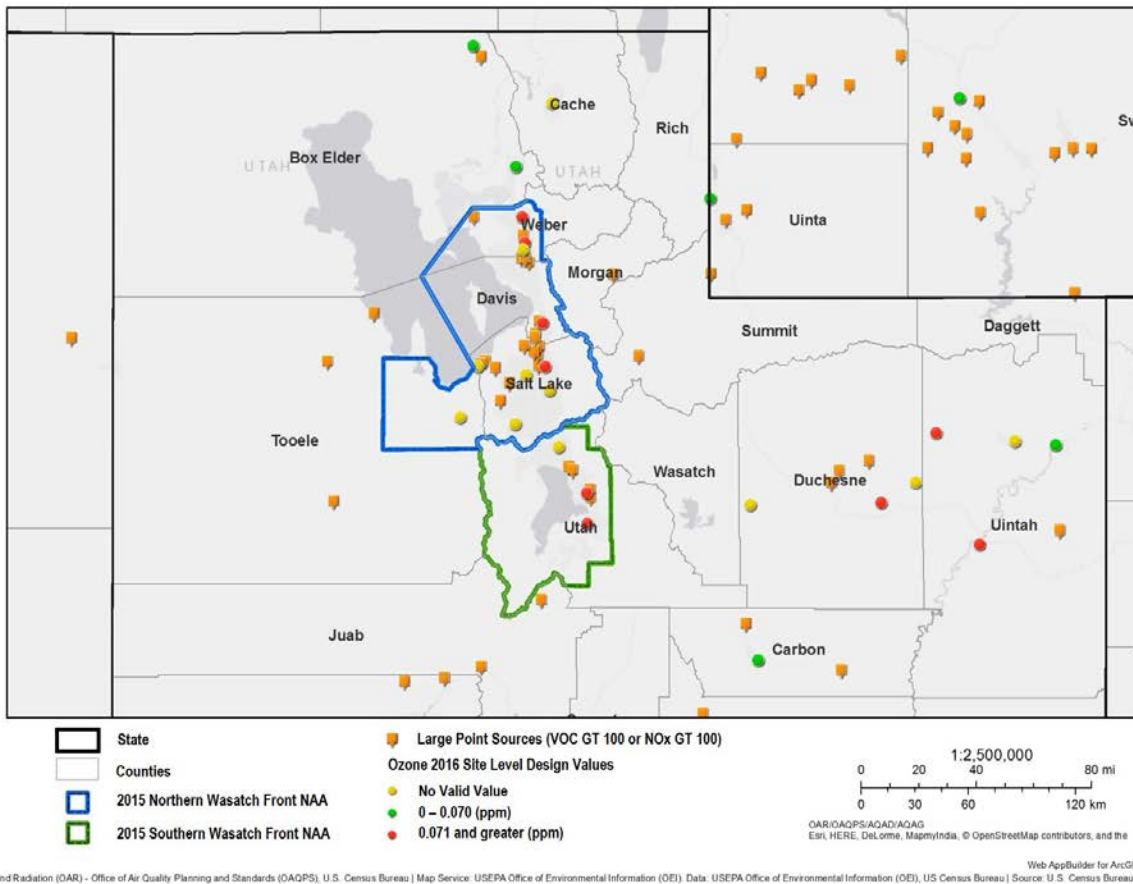 Cache
Rich
Sw
Box Elder
UTAH
UTAH
Uinta
Weber
Morgan
Davis
Summit
Daggett
Salt Lake
Tooele
Wasatch
Duchesne
Utah
Uintah
Juab
Carbon
State
Counties
2015 Northern Wasatch Front NAA
2015 Southern Wasatch Front NAA
Large Point Sources (VOC GT 100 or NOx GT 100)
Ozone 2016 Site Level Design Values
No Valid Value
0 – 0.070 (ppm)
0.071 and greater (ppm)
1:2,500,000
0 20 40 80 mi
0 30 60 120 km
OAR/OAQPS/AQAD/AQAG
Esri, HERE, DeLorme, MapmyIndia, © OpenStreetMap contributors, and the
Web AppBuilder for ArcGI
nd Radiation (OAR) - Office of Air Quality Planning and Standards (OAQPS), U.S. Census Bureau | Map Service: USEPA Office of Environmental Information (OEI). Data: USEPA Office of Environmental Information (OEI), US Census Bureau | Source: U.S. Census Bureau